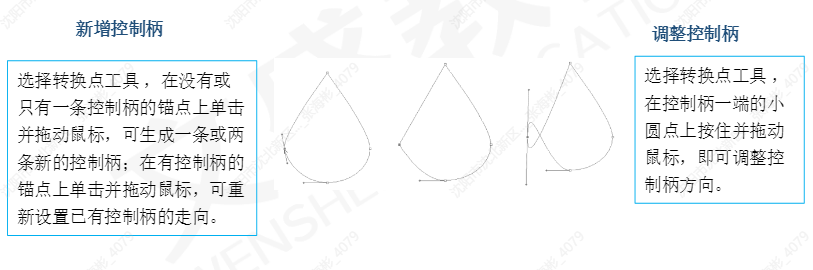 新增控制柄
选择转换点工具，在没有或
只有一条控制柄的锚点上单击
并拖动鼠标，可生成一条或两
条新的控制柄；在有控制柄的
锚点上单击并拖动鼠标，可重
新设置已有控制柄的走向。
调整控制柄
选择转换点工具，
在控制柄一端的小
圆点上按住并拖动
鼠标，即可调整控
制柄方向。